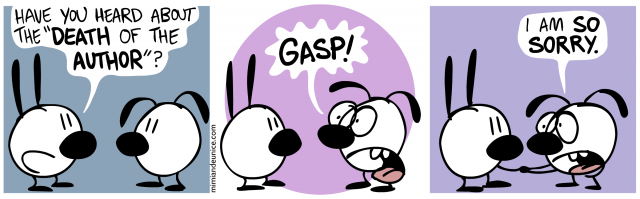 HAVE YOU HEARD ABOUT
THE "DEATH OF THE
AUTHOR"?
mimiandeunice.com
GASP!
I AM SO
SORRY.